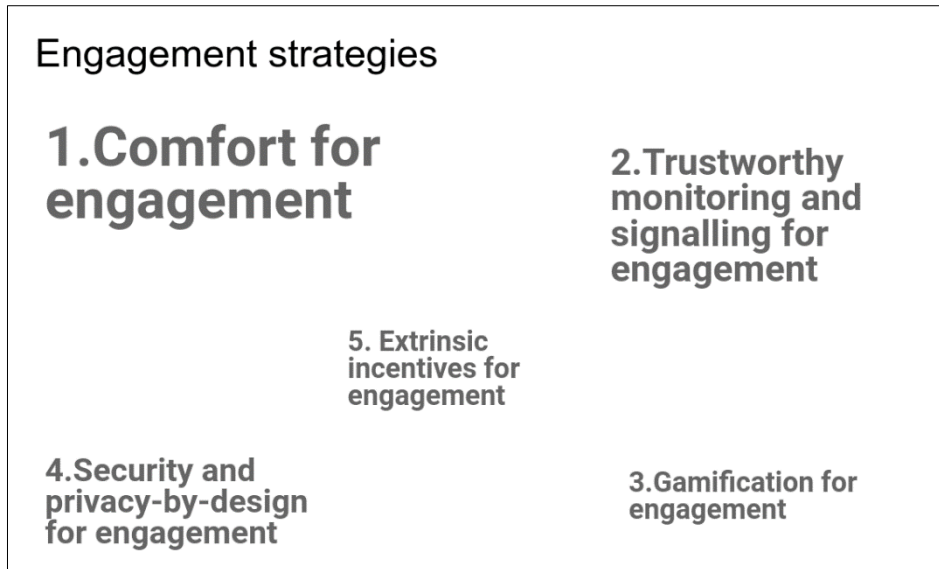 Engagement strategies
1.Comfort for
engagement
2.Trustworthy
monitoring and
signalling for
engagement
5. Extrinsic
incentives for
engagement
4.Security and
privacy-by-design
for engagement
3.Gamification for
engagement